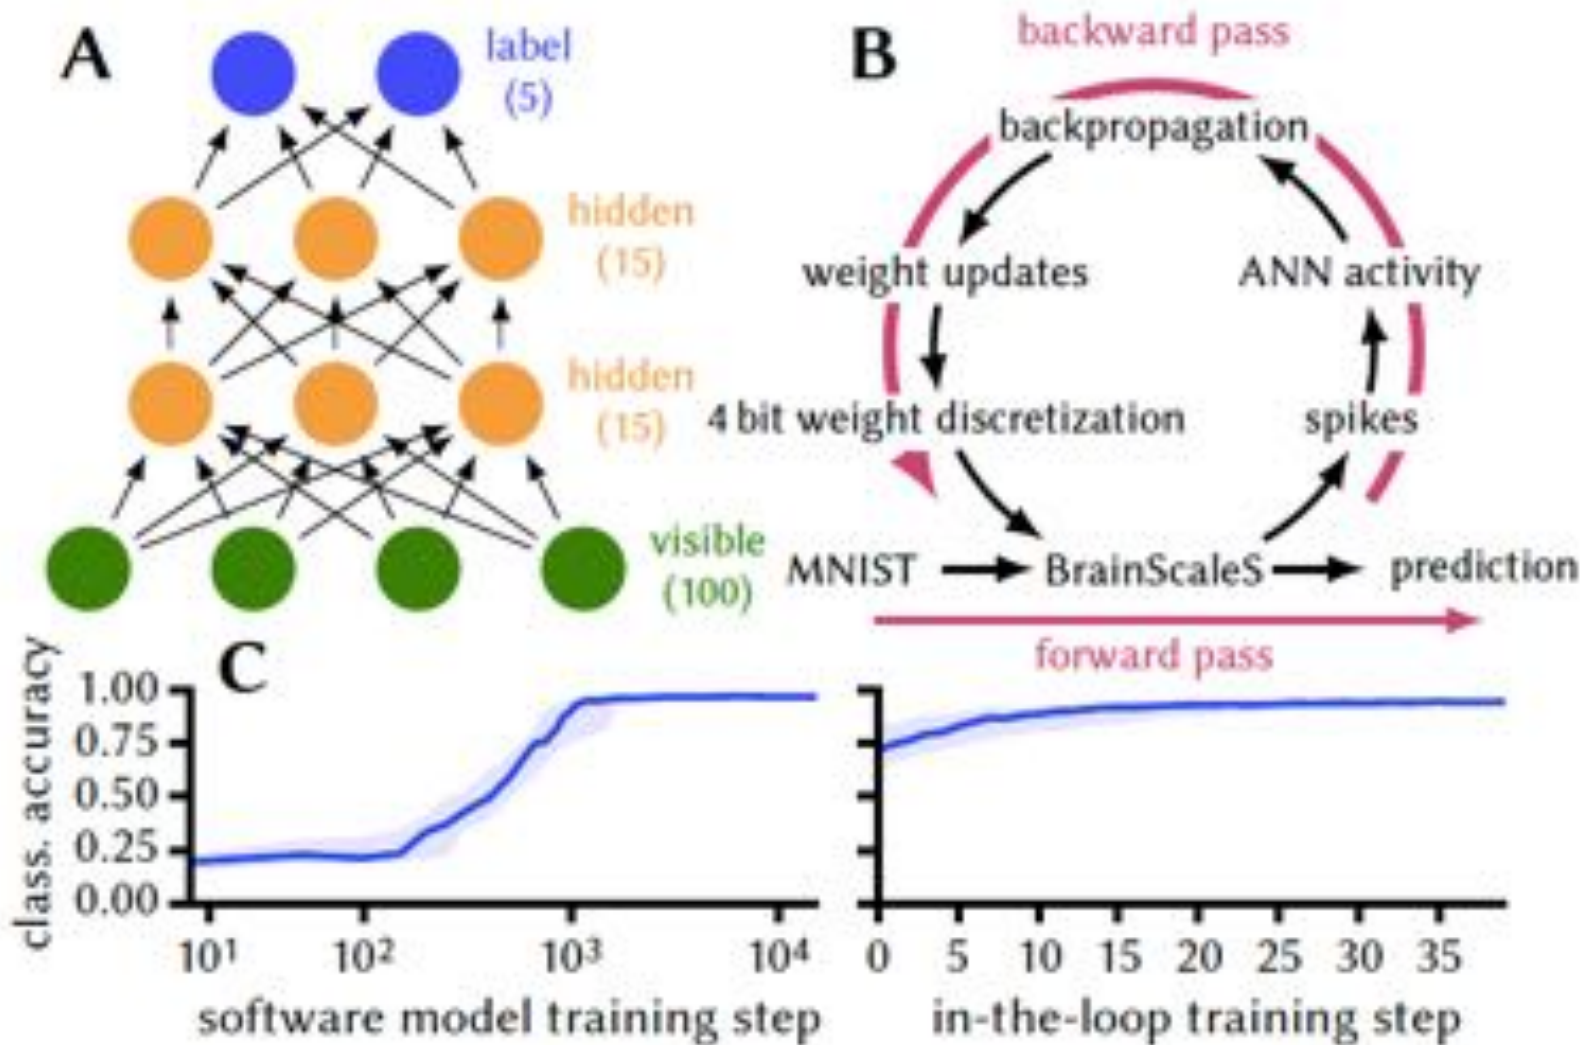 A
label
(5)
hidden
(15)
hidden
(15)
visible
(100)
B
backward pass
backpropagation
weight updates
ANN activity
4 bit weight discretization
spikes
MNIST
BrainScaleS
prediction
forward pass
C
class. accuracy
1.00
0.75
0.50
0.25
0.00
10¹ 10² 10³ 10⁴
software model training step
0 5 10 15 20 25 30 35
in-the-loop training step